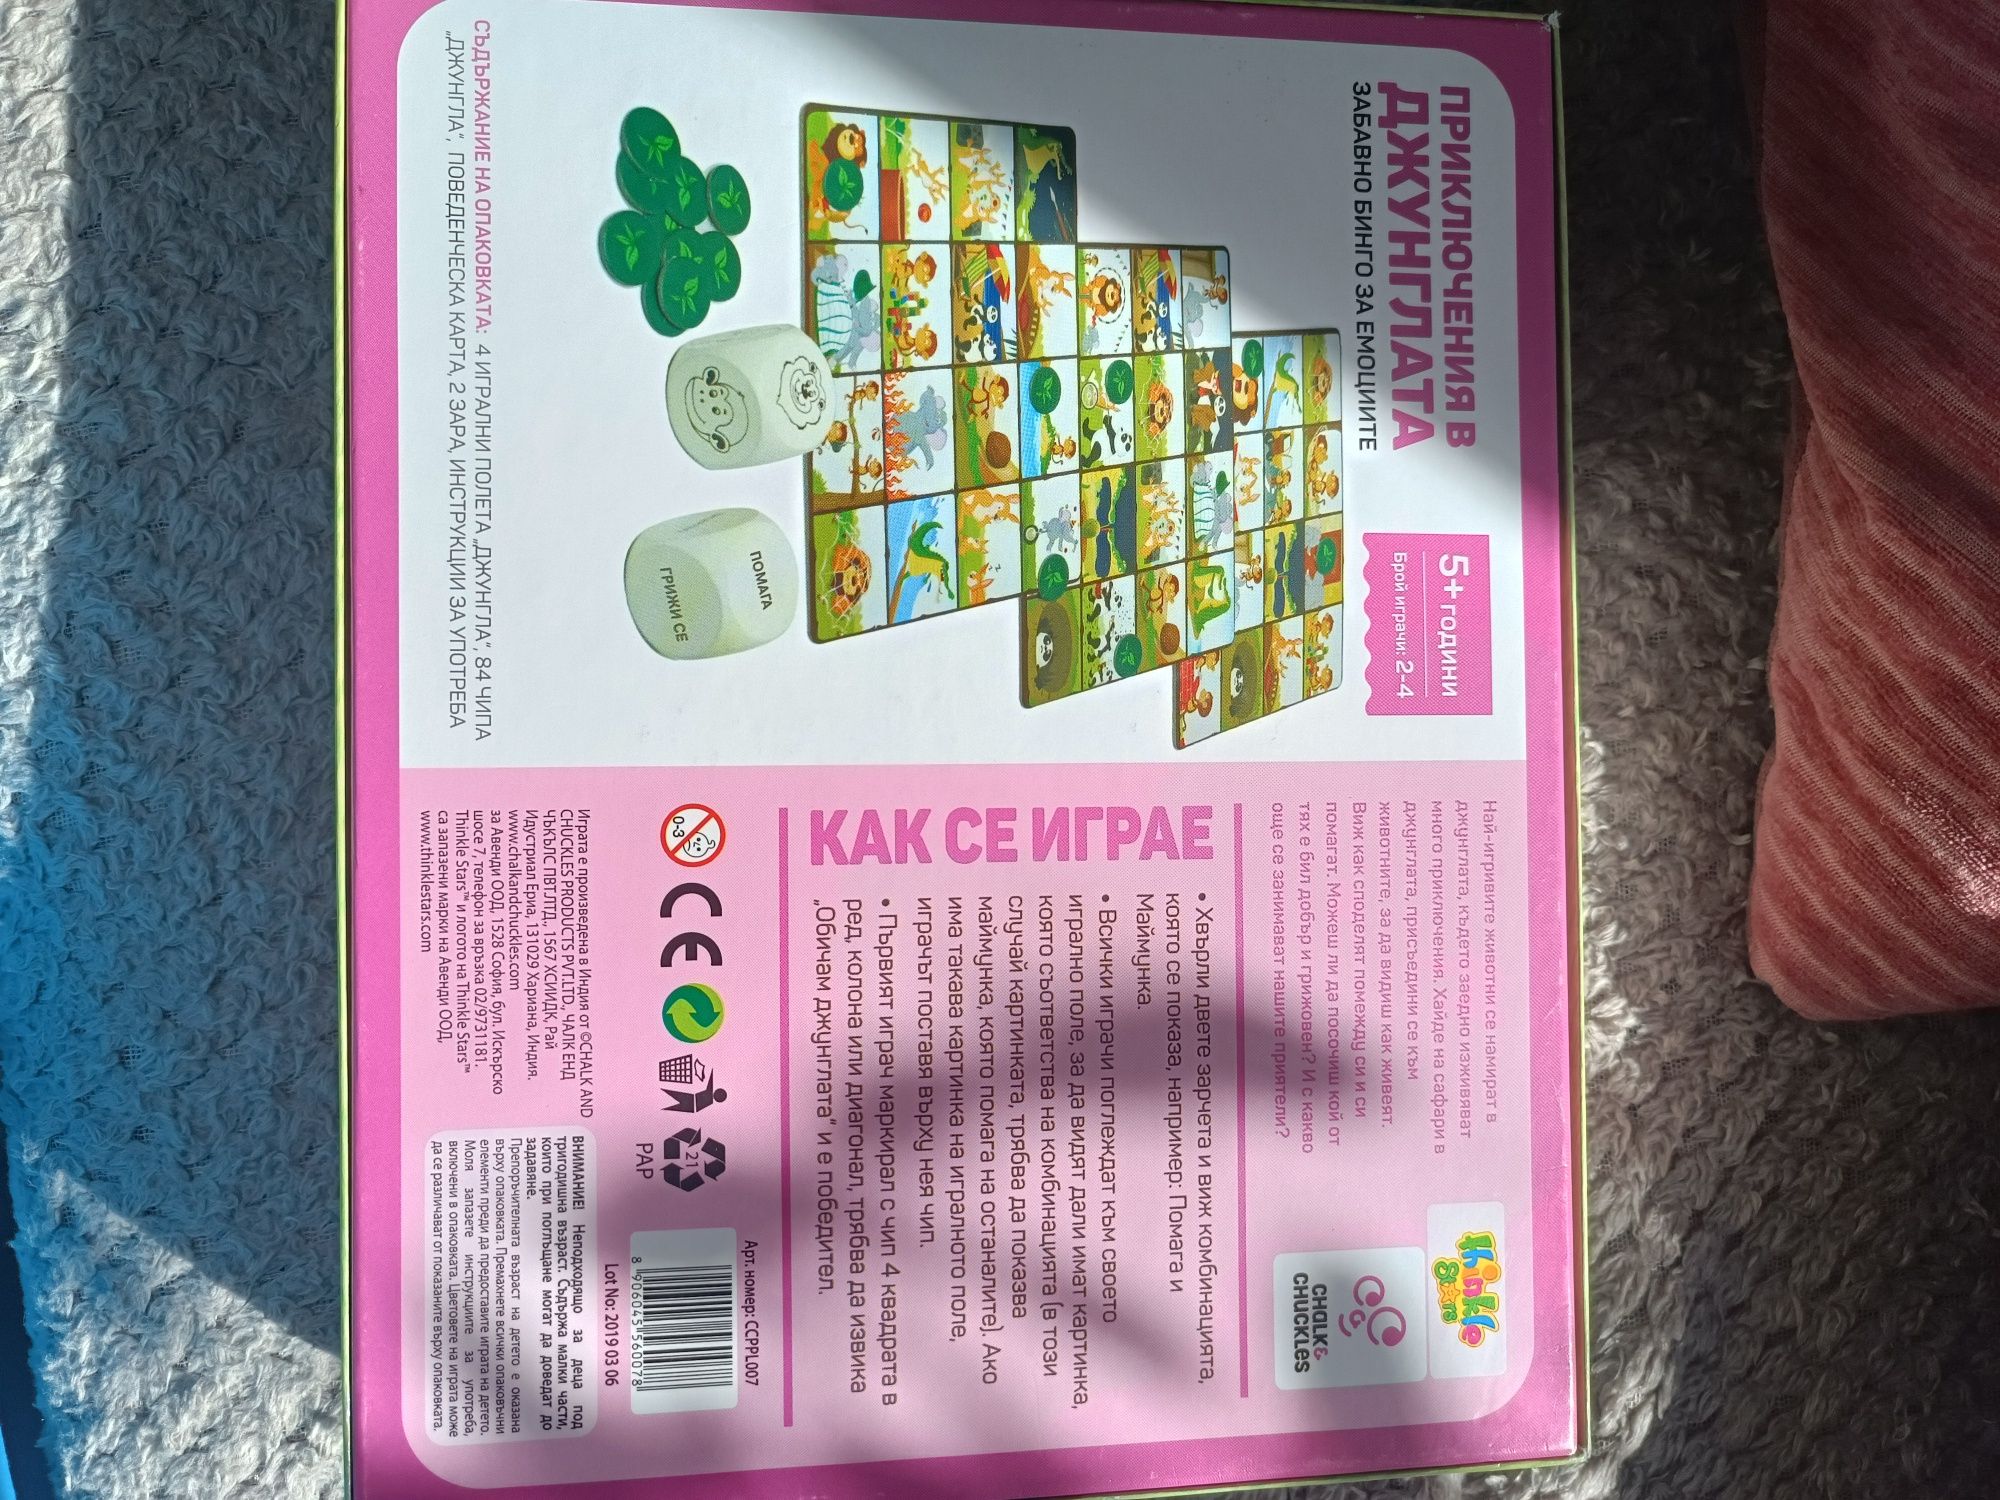 ПРИКЛЮЧЕНИЯ В
ДЖУНГЛАТА
ЗАБАВНО БИНГО ЗА ЕМОЦИИТЕ
5+ ГОДИНИ
Брой играчи: 2-4
ПОМАГА
ГРИЖИ СЕ
СЪДЪРЖАНИЕ НА ОПАКОВКАТА: 4 ИГРАЛНИ ПОЛЕТА „ДЖУНГЛА“, 84 ЧИПА
„ДЖУНГЛА“, ПОВЕДЕНЧЕСКА КАРТА, 2 ЗАРА, ИНСТРУКЦИИ ЗА УПОТРЕБА
Най-игривите животни се намират в
джунглата, където заедно изживяват
много приключения. Хайде на сафари в
джунглата, присъедини се към
животните, за да видиш как живеят.
Виж как споделят помежду си и си
помагат. Можеш ли да посочиш кой от
тях е бил добър и грижовен? И с какво
още се занимават нашите приятели?
Thinkle
Stars
CHALK&
CHUCKLES
КАК СЕ ИГРАЕ
• Хвърли двете зарчета и виж комбинацията,
която се показа, например: Помага и
Маймунка.
• Всички играчи поглеждат към своето
игрално поле, за да видят дали имат картинка,
която съответства на комбинацията (в този
случай картинката, трябва да показва
маймунка, която помага на останалите). Ако
има такава картинка на игралното поле,
играчът поставя върху нея чип.
• Първият играч маркирал с чип 4 квадрата в
ред, колона или диагонал, трябва да извика
„Обичам джунглата“ и е победител.
0-3
CE
21
PAP
Арт. номер: CCPPL007
8 906045 560078
Lot No: 2019 03 06
Играта е произведена в Индия от ©CHALK AND
CHUCKLES PRODUCTS PVT.LTD., ЧАЛК ЕНД
ЧЪКЪЛС ПВТ.ЛТД., 1567 ХСИИДК, Рай
Идустриал Ериа, 131029 Хариана, Индия.
www.chalkandchuckles.com
за Авенди ООД, 1528 София, бул. Искърско
шосе 7, телефон за връзка 02/9731181.
Thinkle Stars™ и логото на Thinkle Stars™
са запазени марки на Авенди ООД,
www.thinklestars.com
ВНИМАНИЕ! Неподходящо за деца под
тригодишна възраст. Съдържа малки части,
които при поглъщане могат да доведат до
задавяне.
Препоръчителната възраст на детето е оказана
върху опаковката. Премахнете всички опаковъчни
елементи преди да предоставите играта на детето.
Моля запазете инструкциите за употреба,
включени в опаковката. Цветовете на играта може
да се различават от показаните върху опаковката.